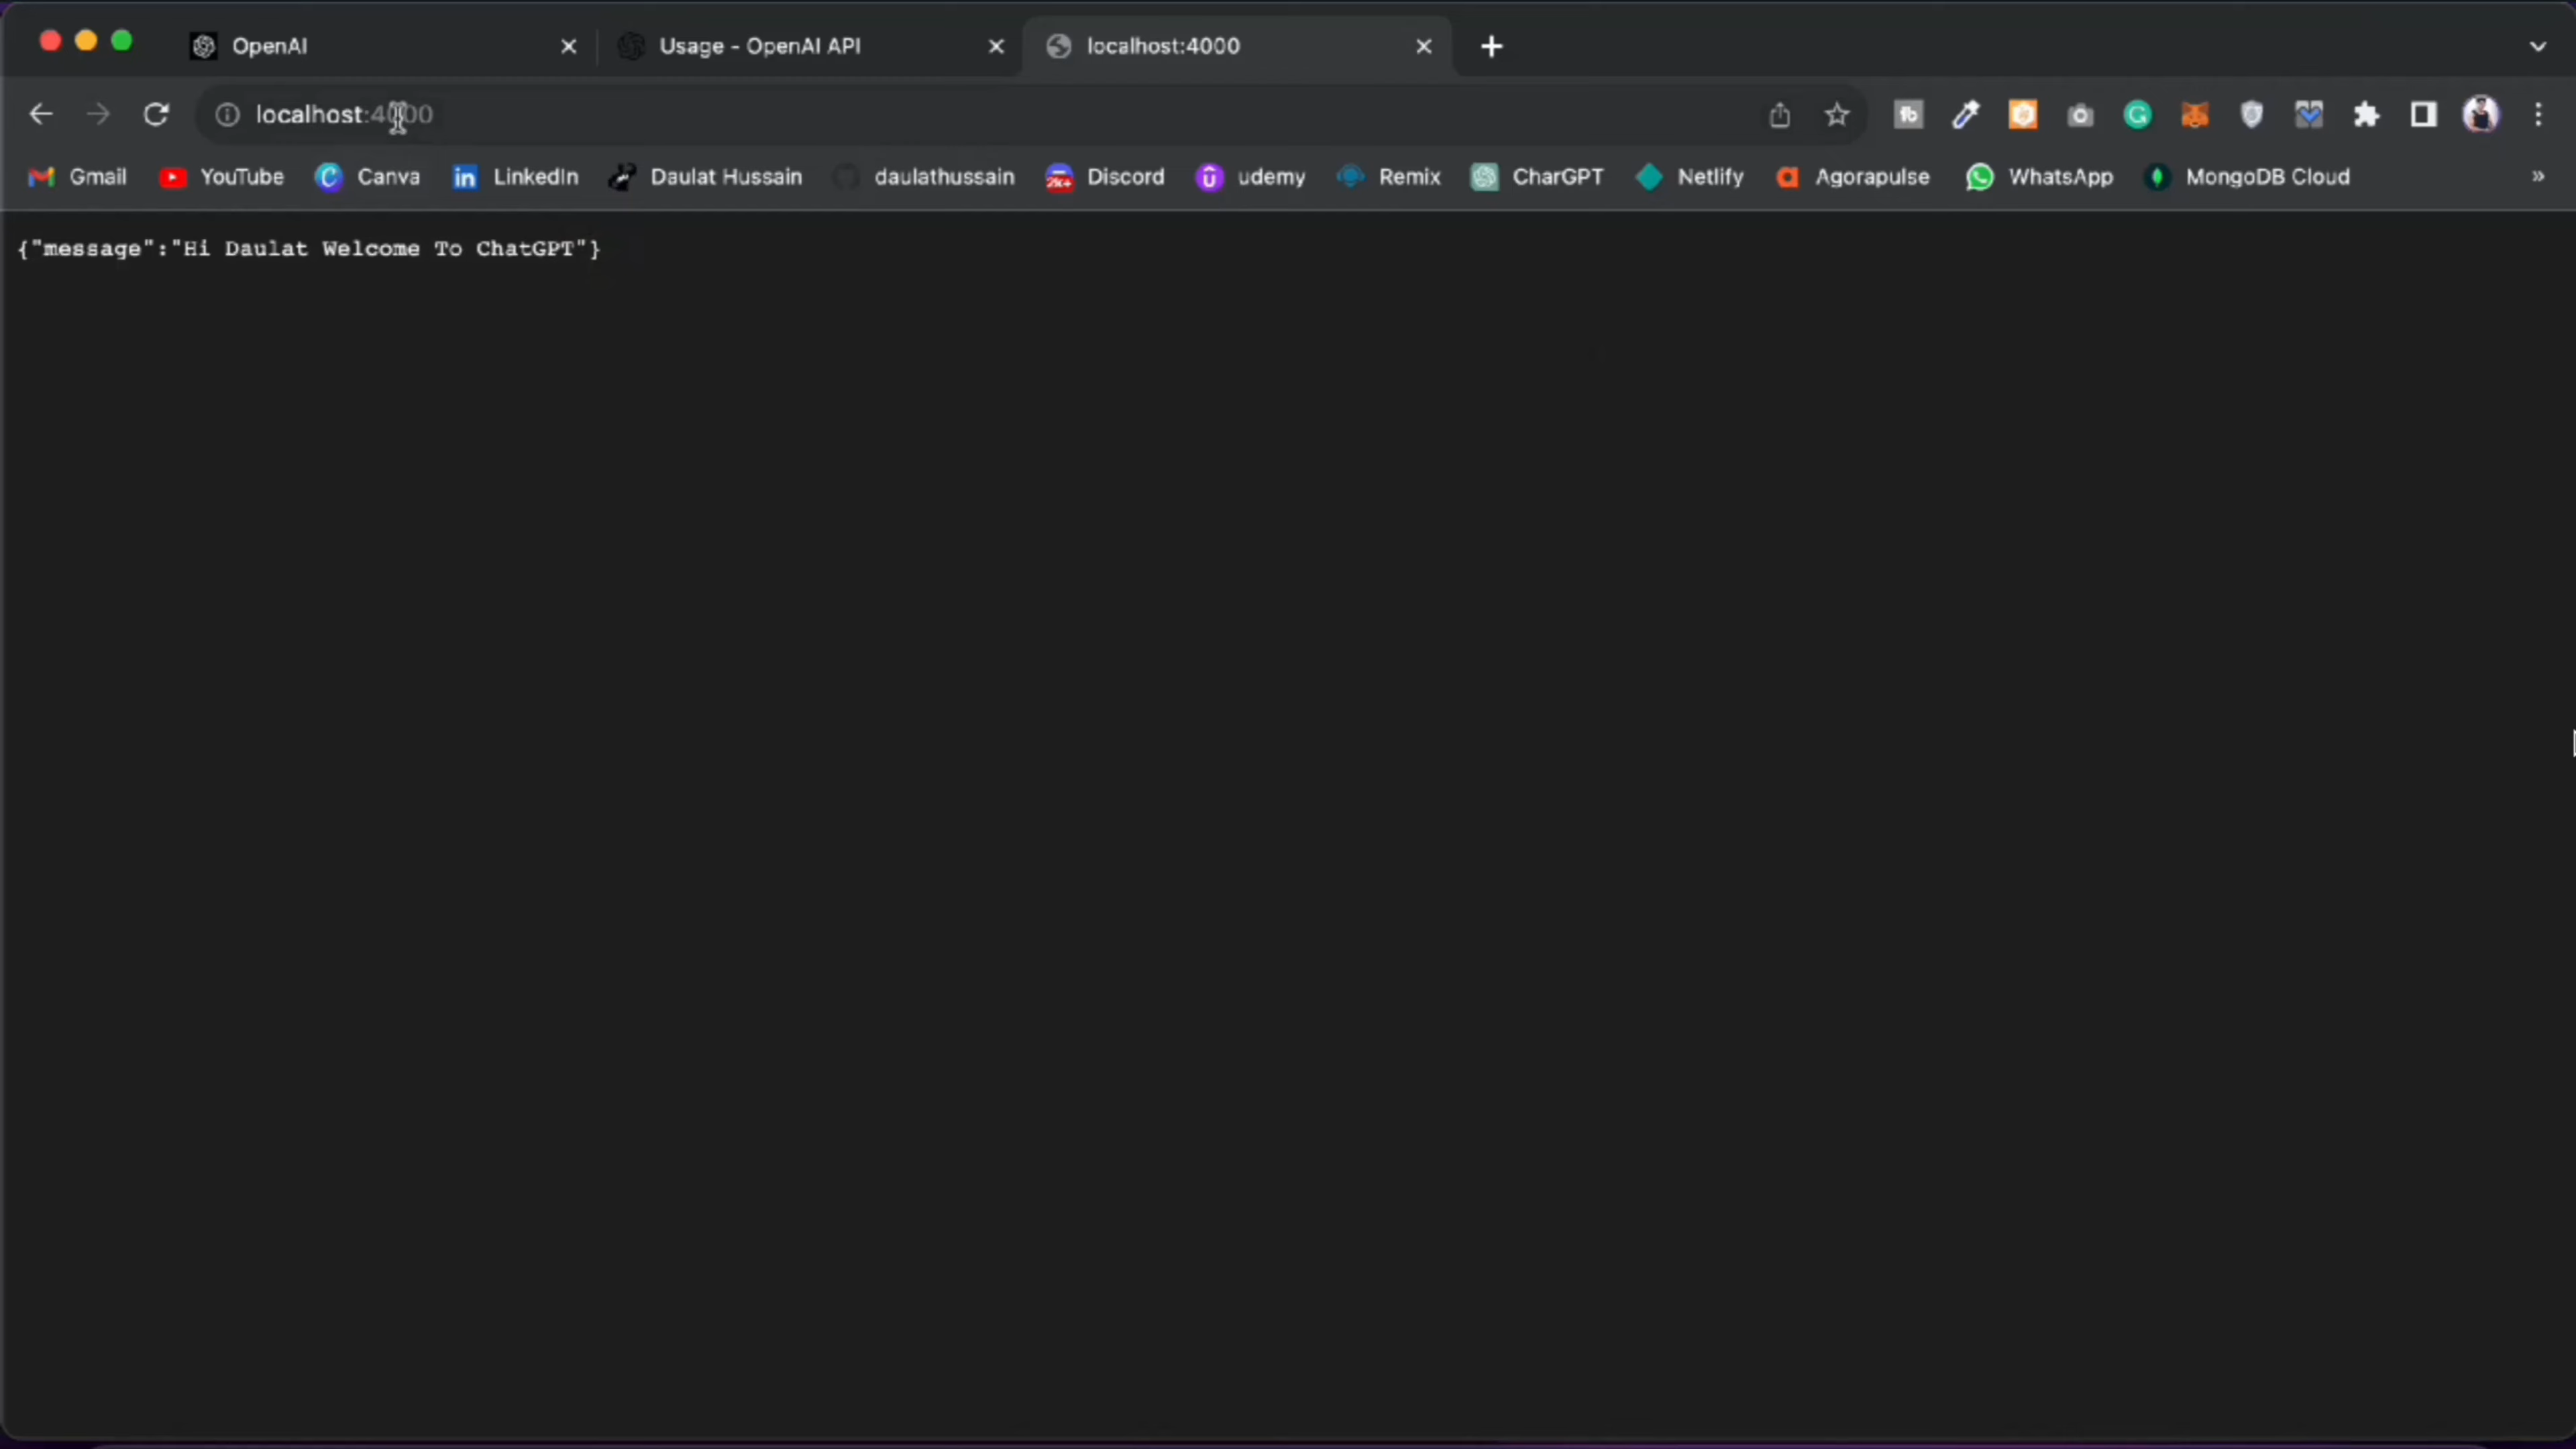 OpenAI
Usage - OpenAI API
localhost:4000
localhost:4000
Gmail YouTube Canva LinkedIn Daulat Hussain daulathussain Discord udemy Remix CharGPT Netlify Agorapulse WhatsApp MongoDB Cloud »
{"message":"Hi Daulat Welcome To ChatGPT"}